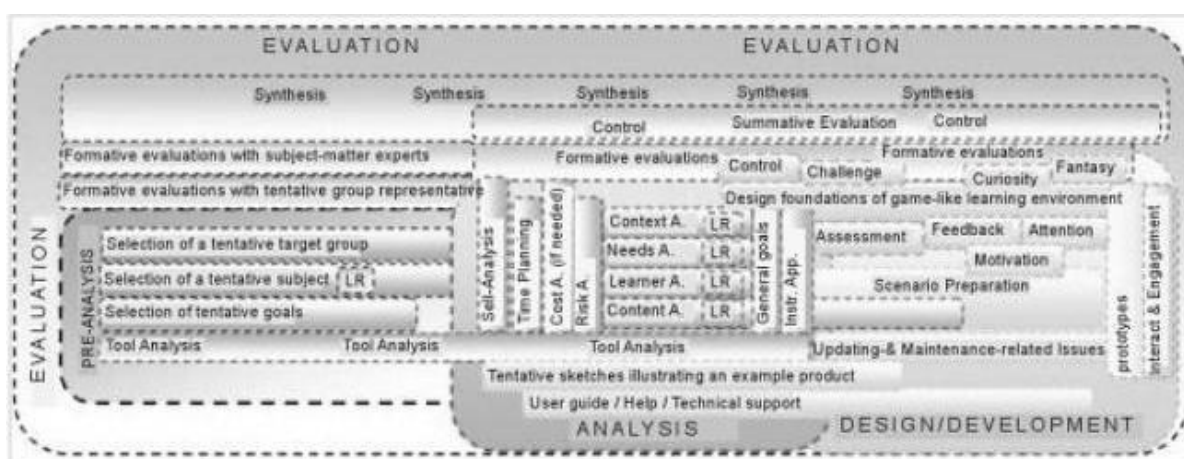 EVALUATION EVALUATION
Synthesis Synthesis Synthesis Synthesis Synthesis
Control Summative Evaluation Control
Formative evaluations with subject-matter experts
Formative evaluations with tentative group representative
Formative evaluations Control Challenge Formative evaluations Curiosity Fantasy
Design foundations of game-like learning environment
EVALUATION
PRE-ANALYSIS
Selection of a tentative target group
Selection of a tentative subject LR
Selection of tentative goals
Tool Analysis Tool Analysis Tool Analysis
Self-Analysis
Time Planning
Cost A. (if needed)
Risk A.
Context A. LR
Needs A. LR
Learner A. LR
Content A. LR
General goals
Instr. App.
Assessment Feedback Attention
Motivation
Scenario Preparation
Updating-& Maintenance-related Issues
prototypes
Interact & Engagement
Tentative sketches illustrating an example product
User guide / Help / Technical support
ANALYSIS DESIGN/DEVELOPMENT